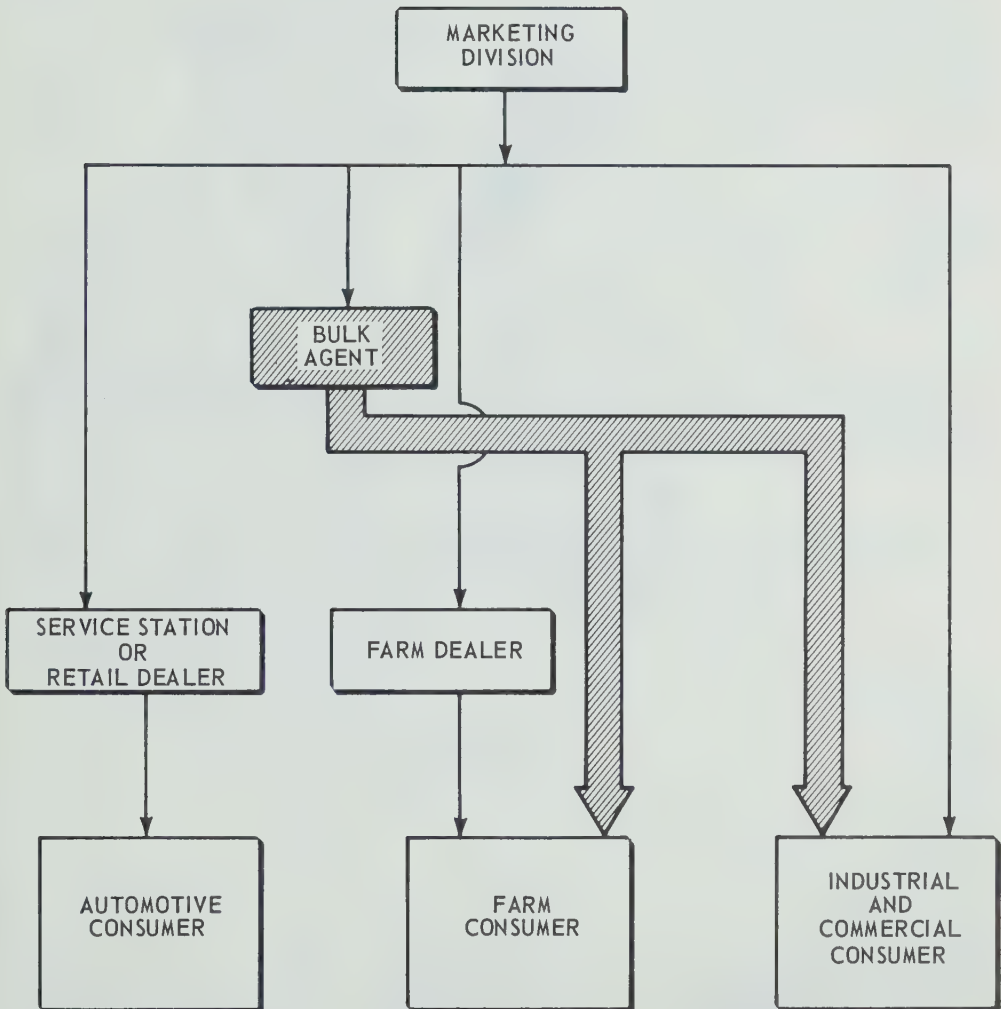 MARKETING
DIVISION
BULK
AGENT
SERVICE STATION
OR
RETAIL DEALER
FARM DEALER
AUTOMOTIVE
CONSUMER
FARM
CONSUMER
INDUSTRIAL
AND
COMMERCIAL
CONSUMER